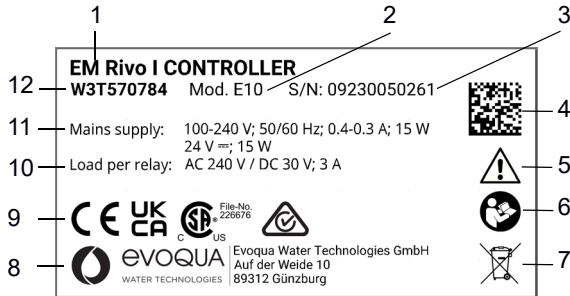 1
2
3
EM Rivo I CONTROLLER
12
W3T570784 Mod. E10 S/N: 09230050261
4
11
Mains supply: 100-240 V; 50/60 Hz; 0.4-0.3 A; 15 W
24 V ⎓; 15 W
10
Load per relay: AC 240 V / DC 30 V; 3 A
5
6
9
CE UK CA C SA ® US File-No. 226676
8
7
evoqua
WATER TECHNOLOGIES
Evoqua Water Technologies GmbH
Auf der Weide 10
89312 Günzburg